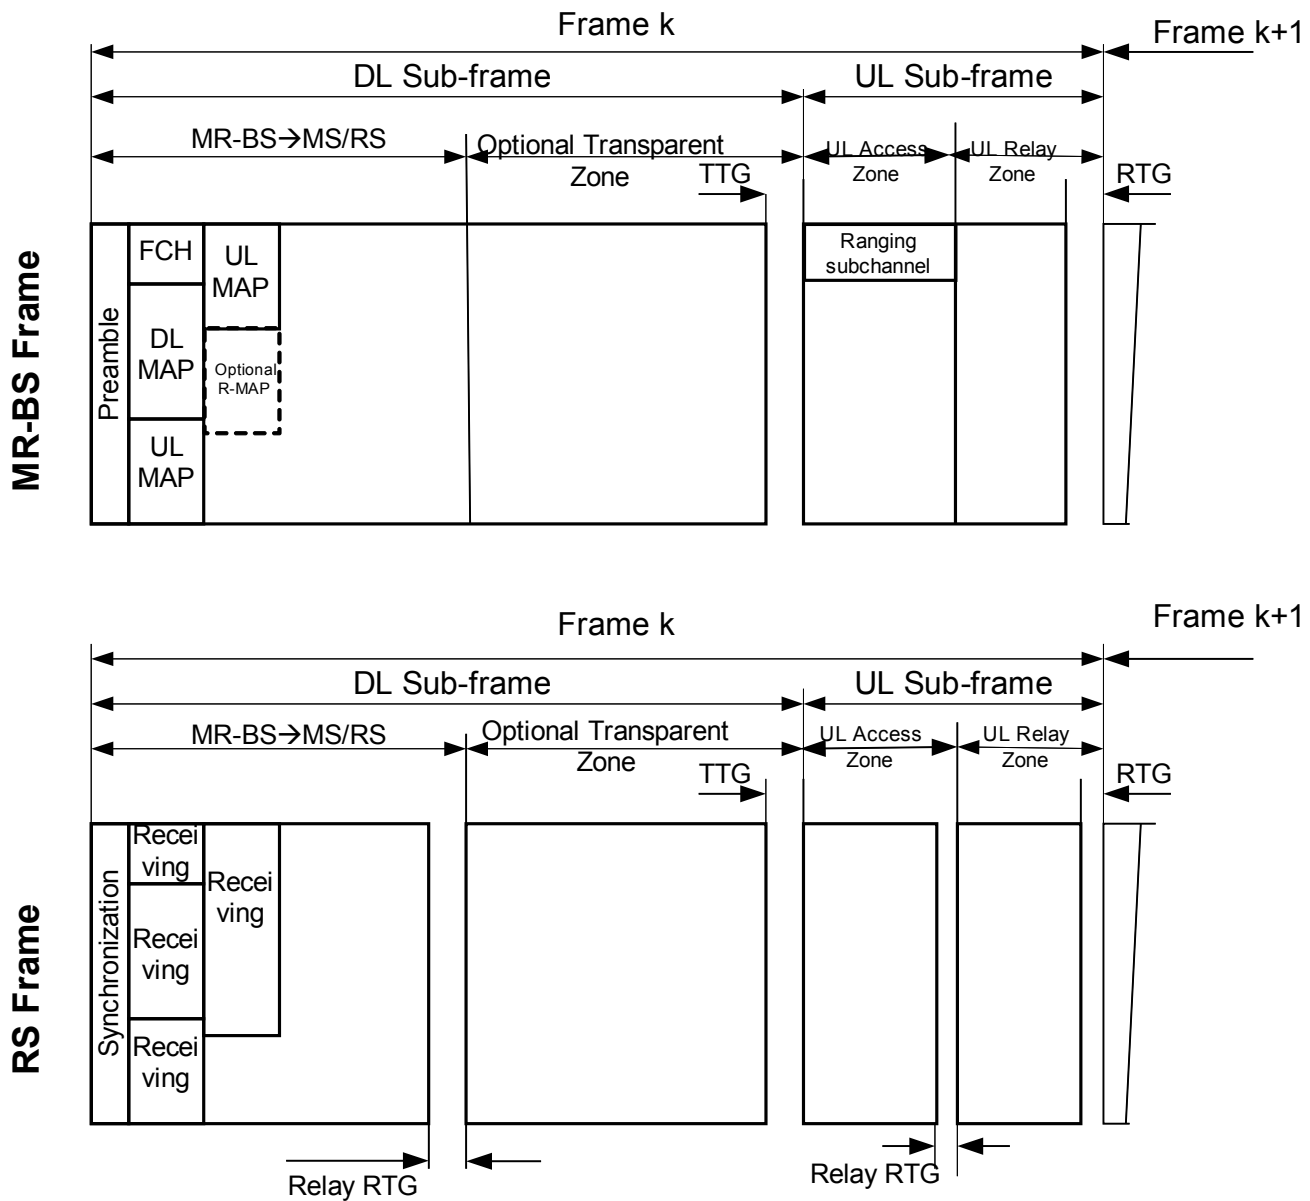 Frame k
Frame k+1
DL Sub-frame
UL Sub-frame
MR-BS→MS/RS
Optional Transparent
Zone
UL Access
Zone
UL Relay
Zone
TTG
RTG
MR-BS Frame
Preamble
FCH
DL
MAP
UL
MAP
UL
MAP
Optional
R-MAP
Ranging
subchannel
Frame k
Frame k+1
DL Sub-frame
UL Sub-frame
MR-BS→MS/RS
Optional Transparent
Zone
UL Access
Zone
UL Relay
Zone
TTG
RTG
RS Frame
Synchronization
Recei
ving
Recei
ving
Recei
ving
Recei
ving
Relay RTG
Relay RTG